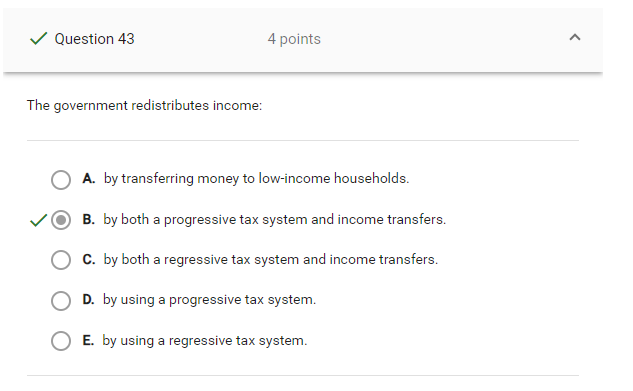 Question 43 4 points
The government redistributes income:
A. by transferring money to low-income households.
B. by both a progressive tax system and income transfers.
C. by both a regressive tax system and income transfers.
D. by using a progressive tax system.
E. by using a regressive tax system.